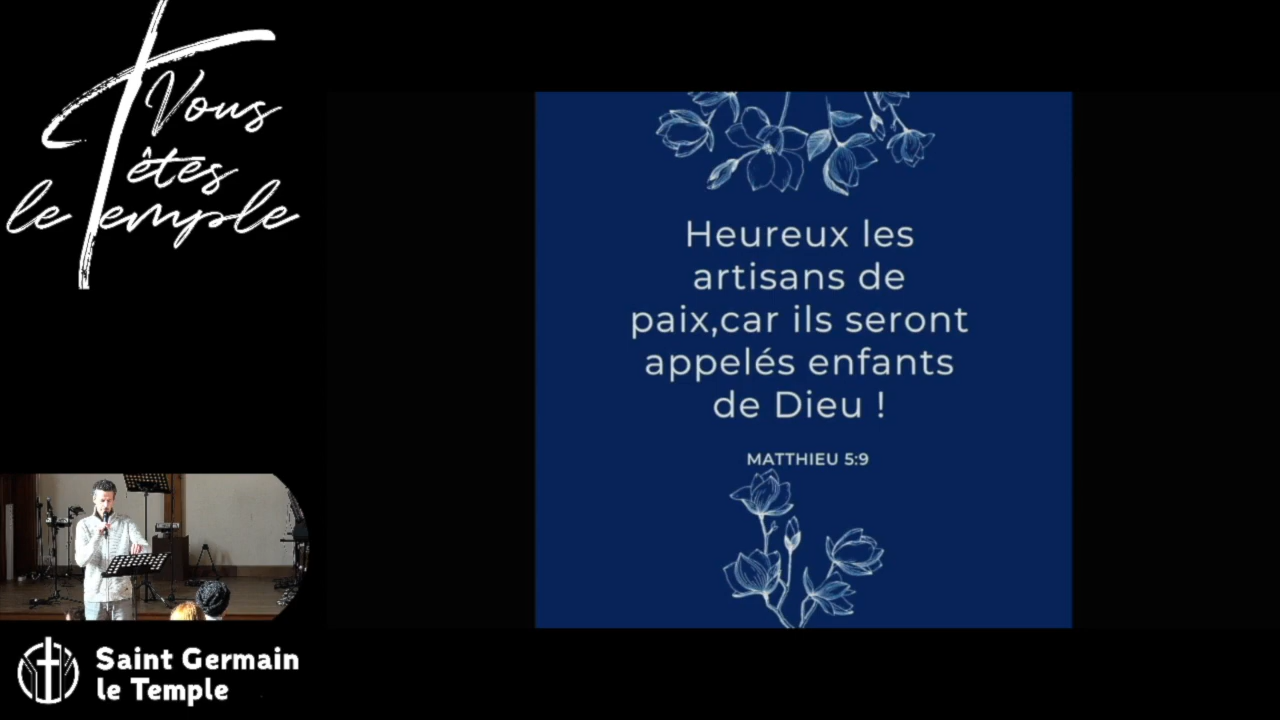 Vous
êtes
le Temple
Heureux les
artisans de
paix,car ils seront
appelés enfants
de Dieu !
MATTHIEU 5:9
Saint Germain
le Temple